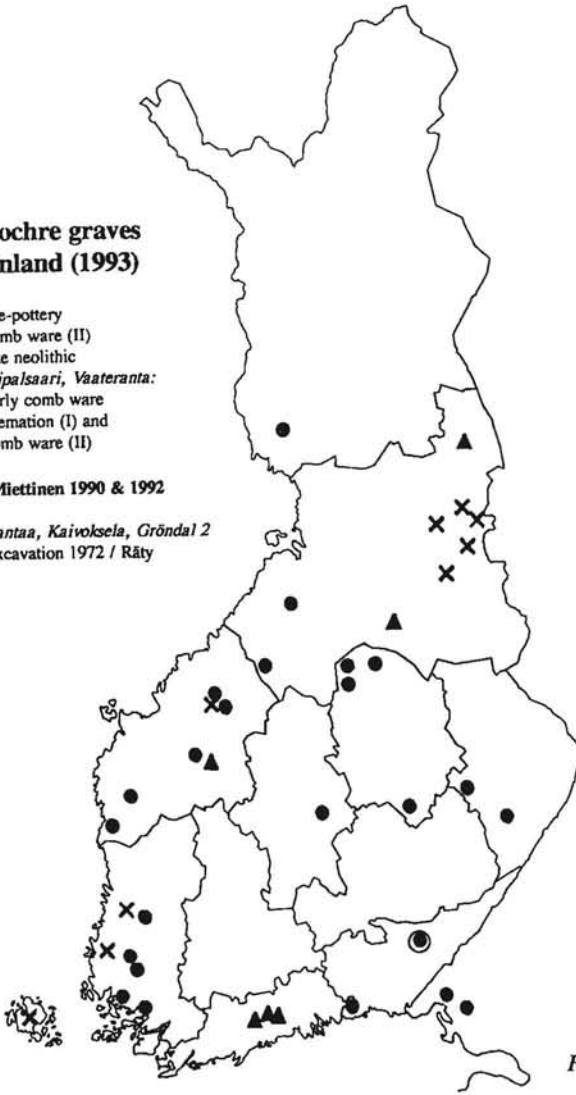 ochre graves
nland (1993)
e-pottery
mb ware (II)
e neolithic
ipalsaari, Vaateranta:
rly comb ware
ernation (I) and
mb ware (II)
Miettinen 1990 & 1992
antaa, Kaivoksela, Gröndal 2
xcavation 1972 / Räty